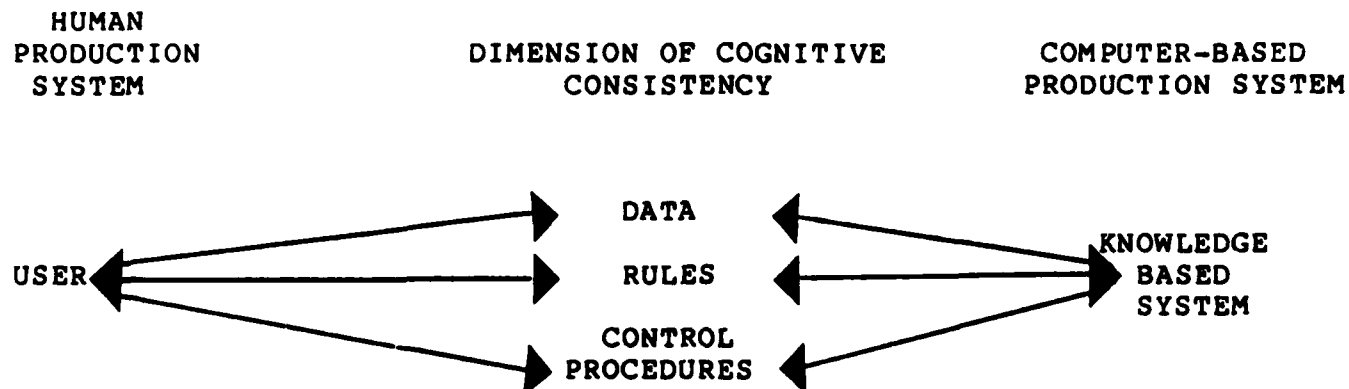 HUMAN
PRODUCTION
SYSTEM
DIMENSION OF COGNITIVE
CONSISTENCY
COMPUTER-BASED
PRODUCTION SYSTEM
USER
DATA
RULES
CONTROL
PROCEDURES
KNOWLEDGE
BASED
SYSTEM